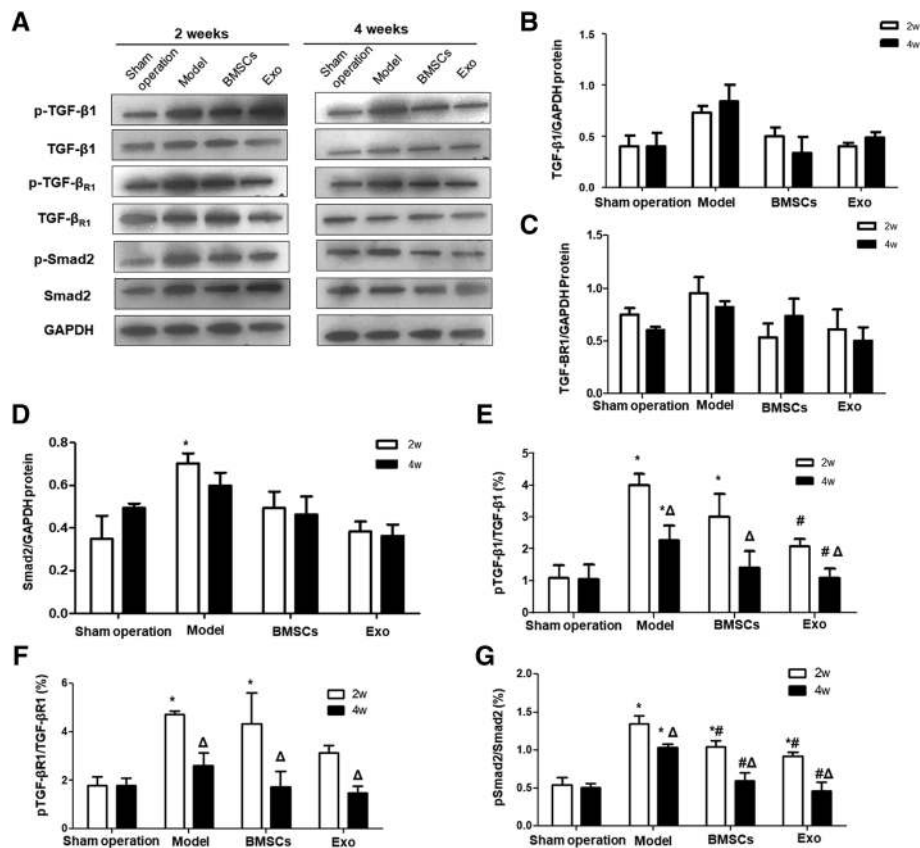 A
2 weeks
4 weeks
Sham operation
Model
BMSCs
Exo
Sham operation
Model
BMSCs
Exo
p-TGF-β1
TGF-β1
p-TGF-βR1
TGF-βR1
p-Smad2
Smad2
GAPDH
B
TGF-β1/GAPDH protein
1.5
1.0
0.5
0.0
2w
4w
Sham operation Model BMSCs Exo
C
TGF-BR1/GAPDH Protein
1.5
1.0
0.5
0.0
2w
4w
Sham operation Model BMSCs Exo
D
Smad2/GAPDH protein
0.8
0.6
0.4
0.2
0.0
*
2w
4w
Sham operation Model BMSCs Exo
E
pTGF-β1/TGF-β1 (%)
5
4
3
2
1
0
* *Δ * Δ # # Δ
2w
4w
Sham operation Model BMSCs Exo
F
pTGF-βR1/TGF-βR1 (%)
6
4
2
0
* Δ * Δ Δ
2w
4w
Sham operation Model BMSCs Exo
G
pSmad2/Smad2 (%)
2.0
1.5
1.0
0.5
0.0
* * Δ *# #Δ *# #Δ
2w
4w
Sham operation Model BMSCs Exo